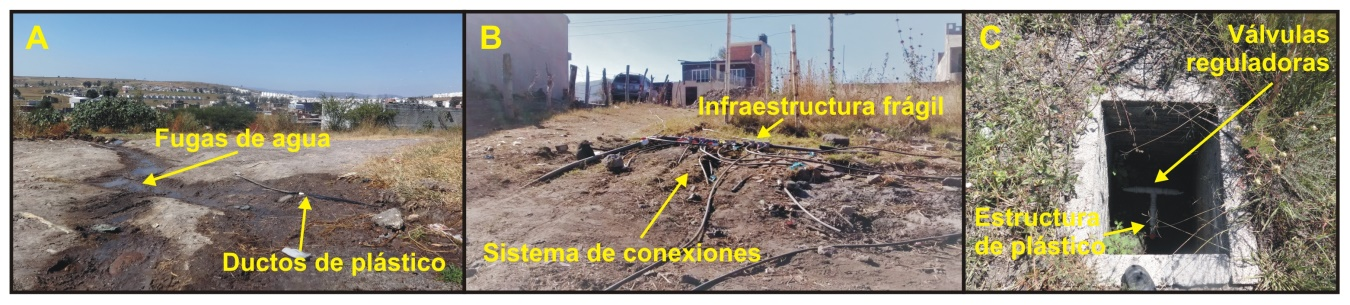 A
Fugas de agua
Ductos de plástico
B
Infraestructura frágil
Sistema de conexiones
C
Válvulas
reguladoras
Estructura
de plástico